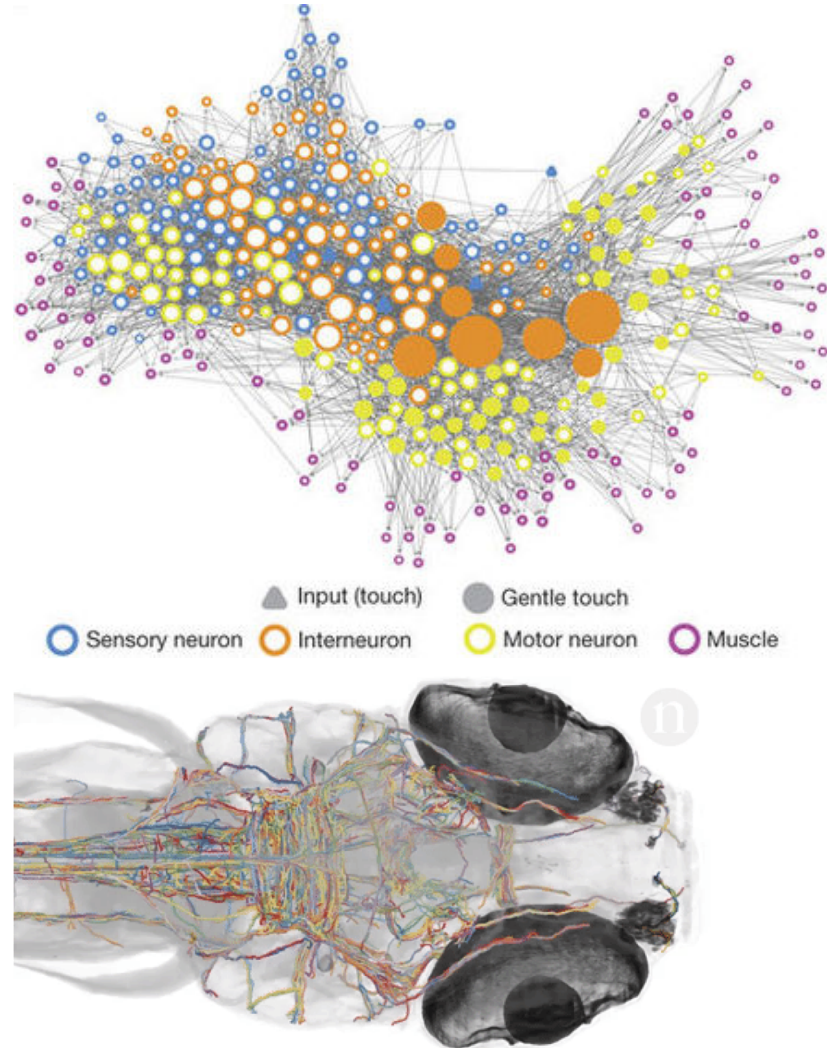 Input (touch) Gentle touch
Sensory neuron Interneuron Motor neuron Muscle
n